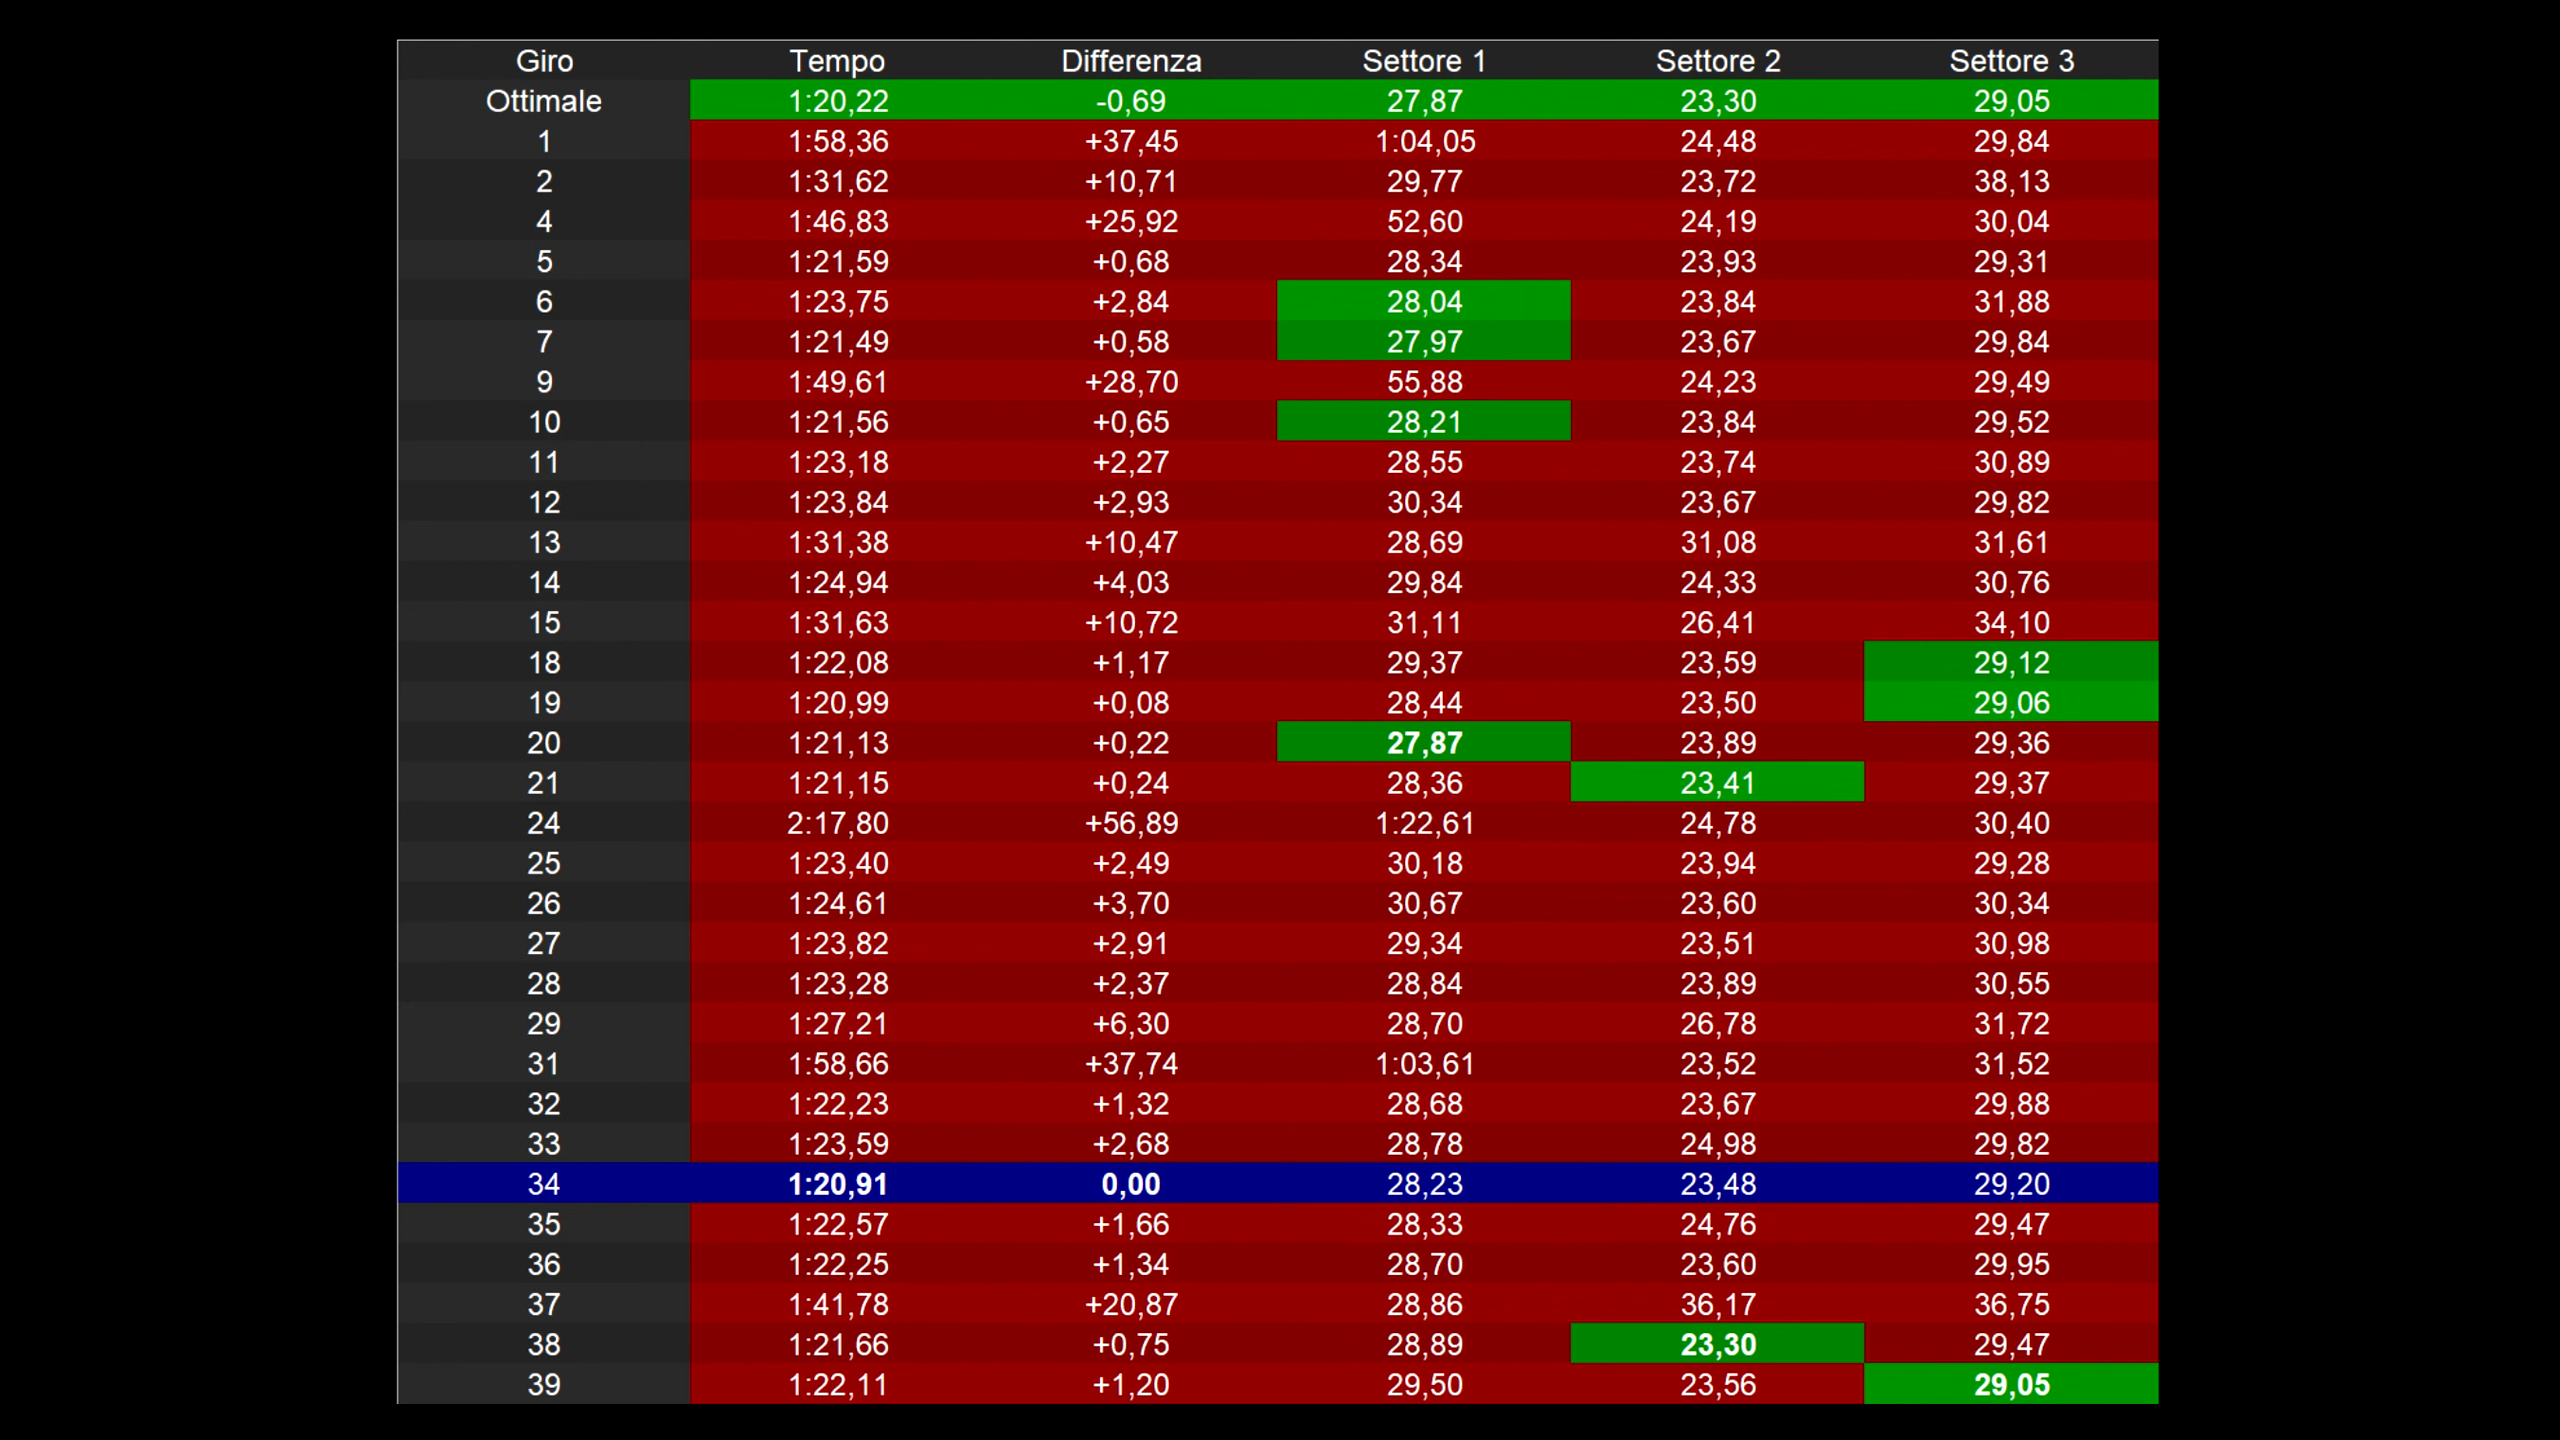 Giro Tempo Differenza Settore 1 Settore 2 Settore 3
Ottimale 1:20,22 -0,69 27,87 23,30 29,05
1 1:58,36 +37,45 1:04,05 24,48 29,84
2 1:31,62 +10,71 29,77 23,72 38,13
4 1:46,83 +25,92 52,60 24,19 30,04
5 1:21,59 +0,68 28,34 23,93 29,31
6 1:23,75 +2,84 28,04 23,84 31,88
7 1:21,49 +0,58 27,97 23,67 29,84
9 1:49,61 +28,70 55,88 24,23 29,49
10 1:21,56 +0,65 28,21 23,84 29,52
11 1:23,18 +2,27 28,55 23,74 30,89
12 1:23,84 +2,93 30,34 23,67 29,82
13 1:31,38 +10,47 28,69 31,08 31,61
14 1:24,94 +4,03 29,84 24,33 30,76
15 1:31,63 +10,72 31,11 26,41 34,10
18 1:22,08 +1,17 29,37 23,59 29,12
19 1:20,99 +0,08 28,44 23,50 29,06
20 1:21,13 +0,22 27,87 23,89 29,36
21 1:21,15 +0,24 28,36 23,41 29,37
24 2:17,80 +56,89 1:22,61 24,78 30,40
25 1:23,40 +2,49 30,18 23,94 29,28
26 1:24,61 +3,70 30,67 23,60 30,34
27 1:23,82 +2,91 29,34 23,51 30,98
28 1:23,28 +2,37 28,84 23,89 30,55
29 1:27,21 +6,30 28,70 26,78 31,72
31 1:58,66 +37,74 1:03,61 23,52 31,52
32 1:22,23 +1,32 28,68 23,67 29,88
33 1:23,59 +2,68 28,78 24,98 29,82
34 1:20,91 0,00 28,23 23,48 29,20
35 1:22,57 +1,66 28,33 24,76 29,47
36 1:22,25 +1,34 28,70 23,60 29,95
37 1:41,78 +20,87 28,86 36,17 36,75
38 1:21,66 +0,75 28,89 23,30 29,47
39 1:22,11 +1,20 29,50 23,56 29,05